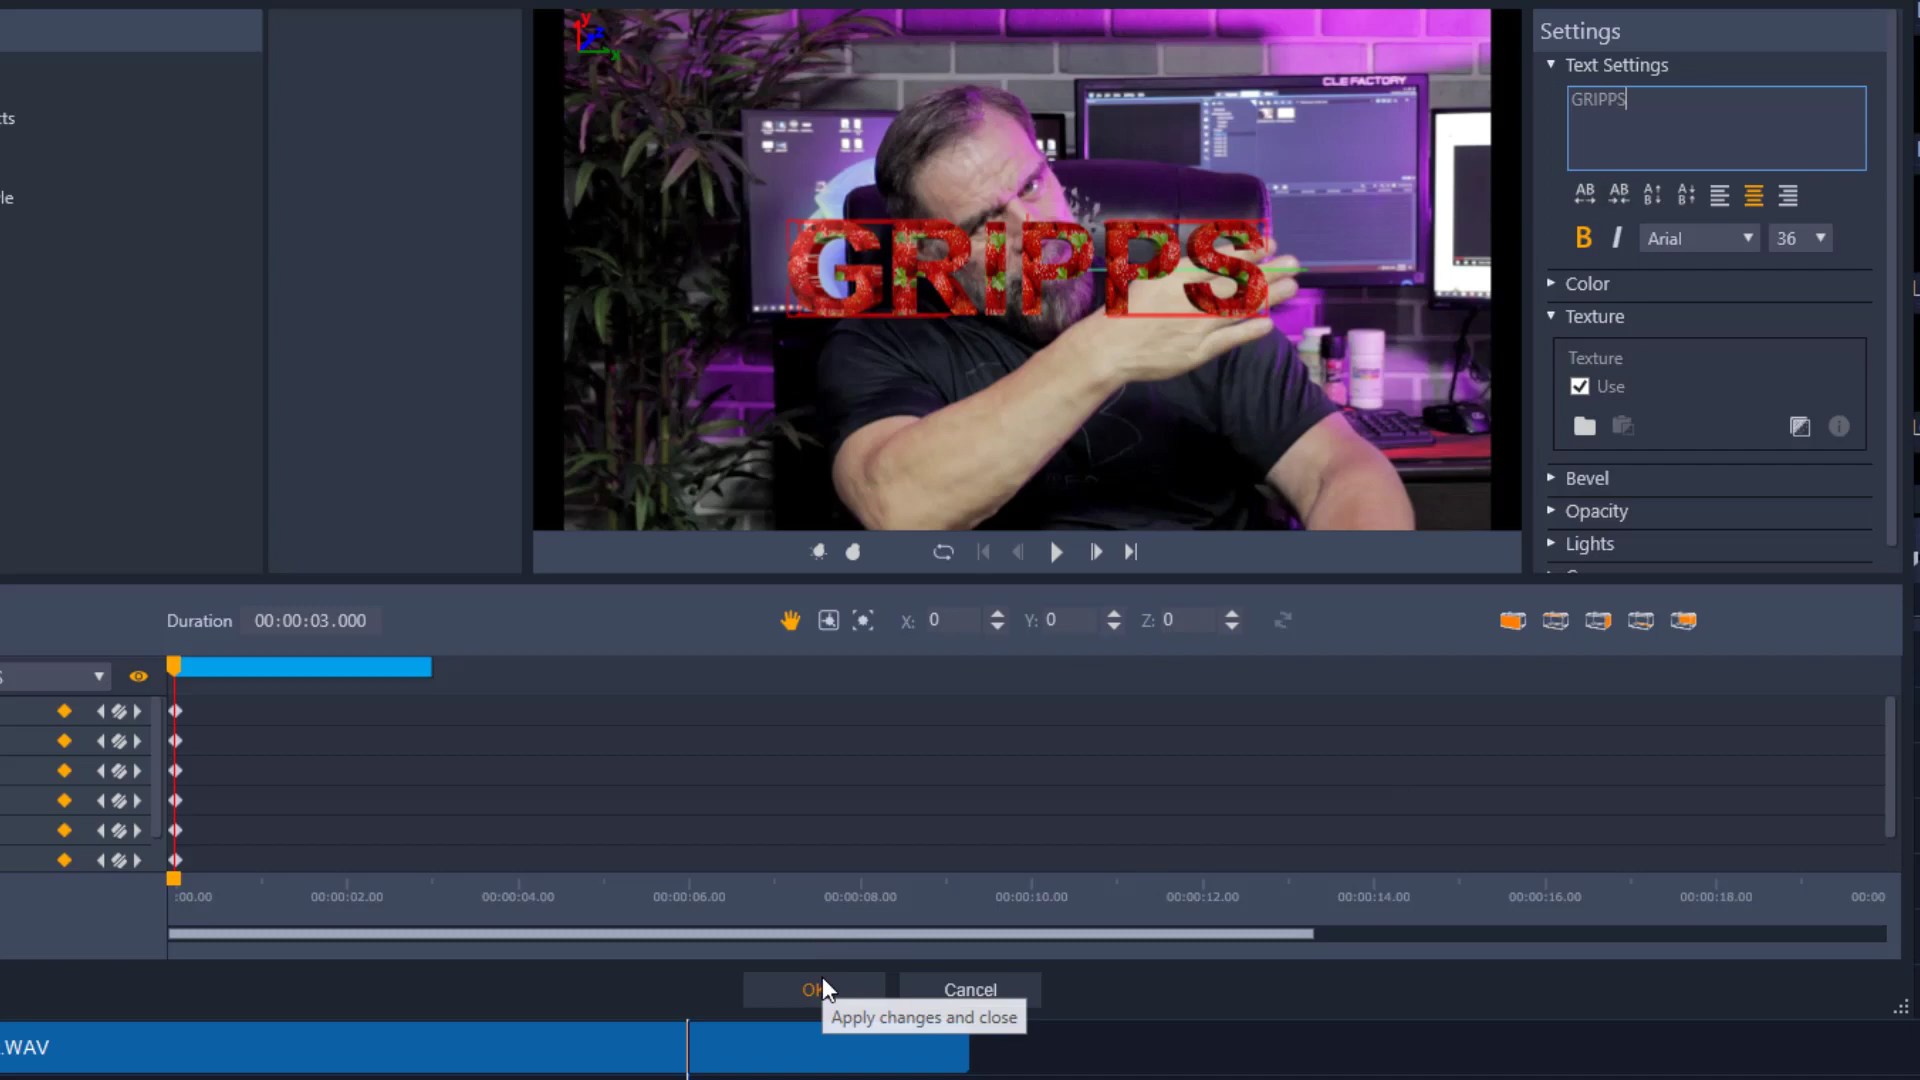 Settings
Text Settings
GRIPPS
AB AB A B A B
B I Arial 36
Color
Texture
Texture
Use
Bevel
Opacity
Lights
cts
le
y
z
x
CLE FACTORY
GRIPPS
Duration 00:00:03.000
X: 0 Y: 0 Z: 0
S
:00.00 00:00:02.00 00:00:04.00 00:00:06.00 00:00:08.00 00:00:10.00 00:00:12.00 00:00:14.00 00:00:16.00 00:00:18.00 00:00
OK Cancel
Apply changes and close
.WAV